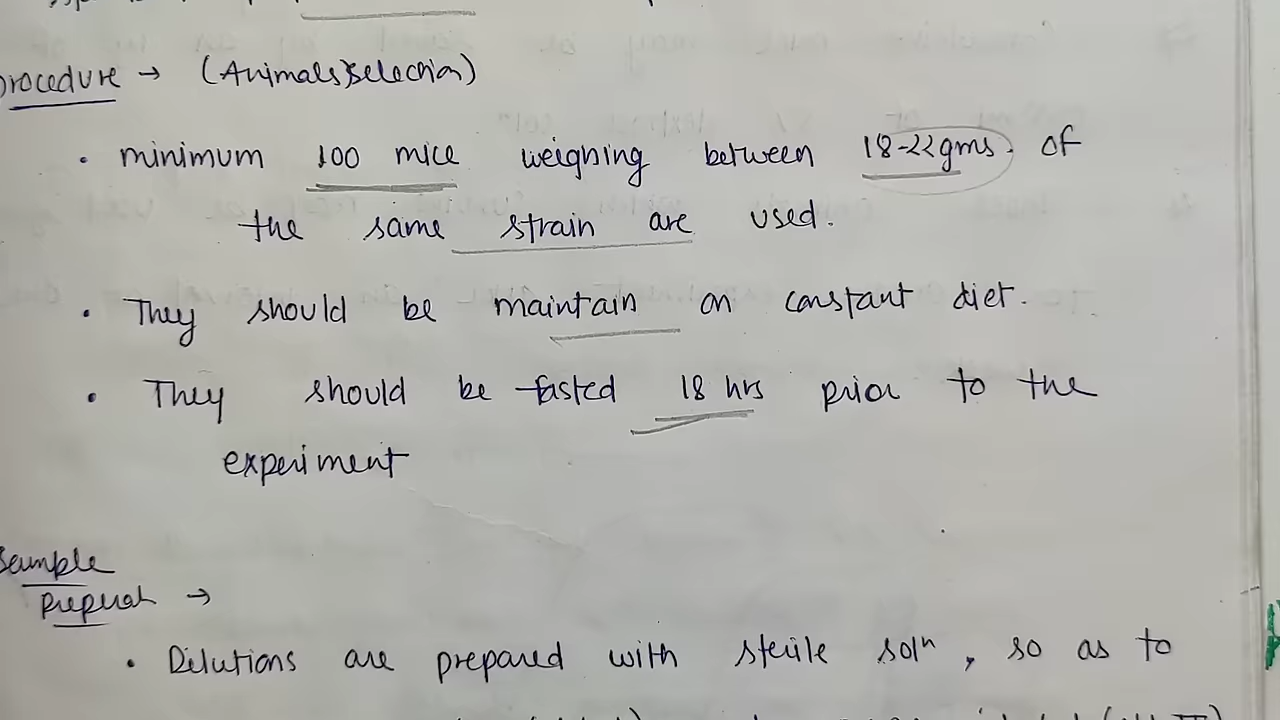 procedure → (Animals selection)
• minimum 100 mice weighing between 18-22gms. of
the same strain are used.
• They should be maintain on constant diet.
• They should be fasted 18 hrs prior to the
experiment
Sample
Preparat →
• Dilutions are prepared with sterile solⁿ, so as to